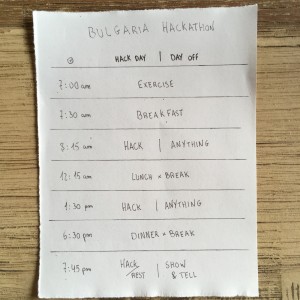 BULGARIA HACKATHON
HACK DAY | DAY OFF
7:00 am EXERCISE
7:30 am BREAKFAST
8:15 am HACK | ANYTHING
12:15 am LUNCH × BREAK
1:30 pm HACK | ANYTHING
6:30 pm DINNER × BREAK
7:45 pm HACK / REST | SHOW & TELL